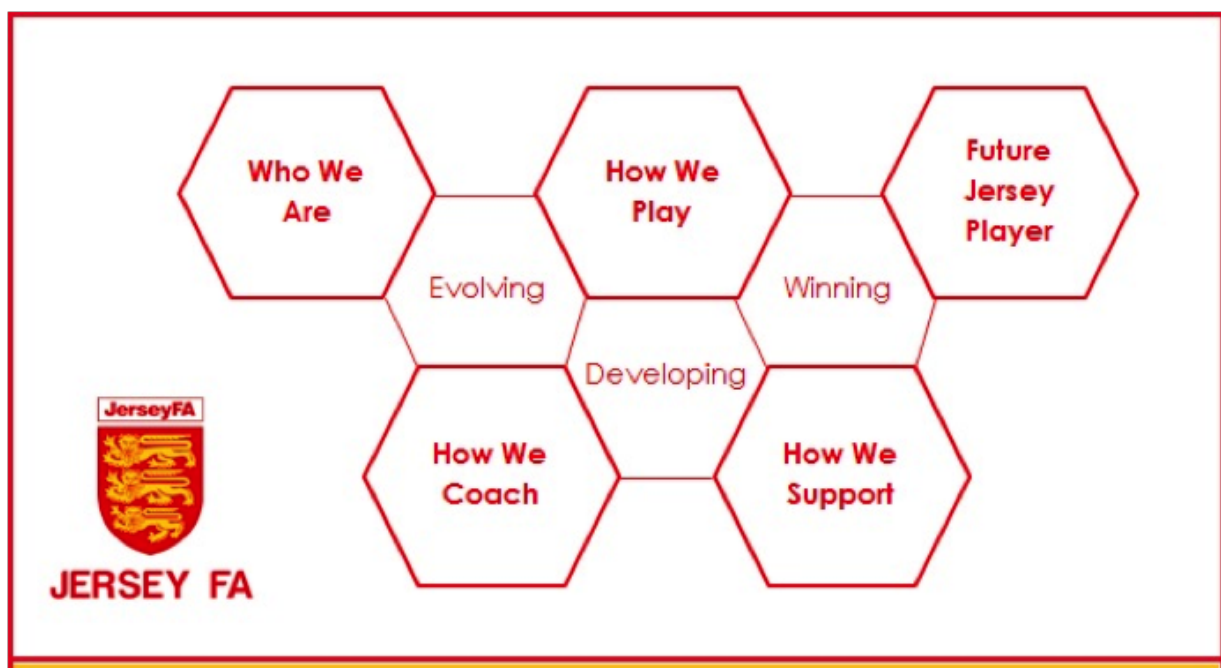 Who We
Are
How We
Play
Future
Jersey
Player
Evolving
Winning
Developing
How We
Coach
How We
Support
JerseyFA
JERSEY FA